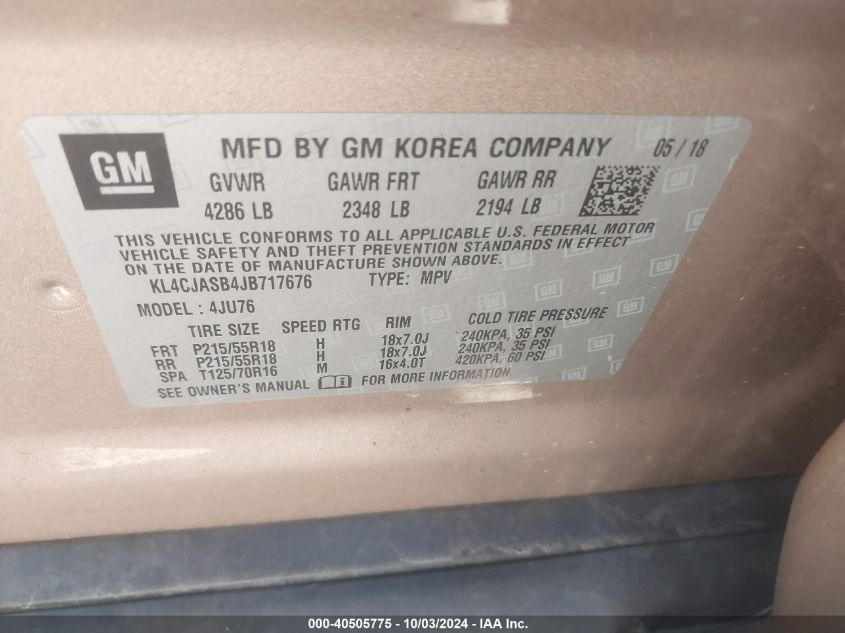 GM MFD BY GM KOREA COMPANY 05 / 18
GVWR GAWR FRT GAWR RR
4286 LB 2348 LB 2194 LB
THIS VEHICLE CONFORMS TO ALL APPLICABLE U.S. FEDERAL MOTOR
VEHICLE SAFETY AND THEFT PREVENTION STANDARDS IN EFFECT
ON THE DATE OF MANUFACTURE SHOWN ABOVE.
KL4CJASB4JB717676 TYPE: MPV
MODEL : 4JU76
TIRE SIZE SPEED RTG RIM COLD TIRE PRESSURE
FRT P215/55R18 H 18x7.0J 240KPA, 35 PSI
RR P215/55R18 H 18x7.0J 240KPA, 35 PSI
SPA T125/70R16 M 16x4.0T 420KPA, 60 PSI
SEE OWNER'S MANUAL FOR MORE INFORMATION.
000-40505775 - 10/03/2024 - IAA Inc.